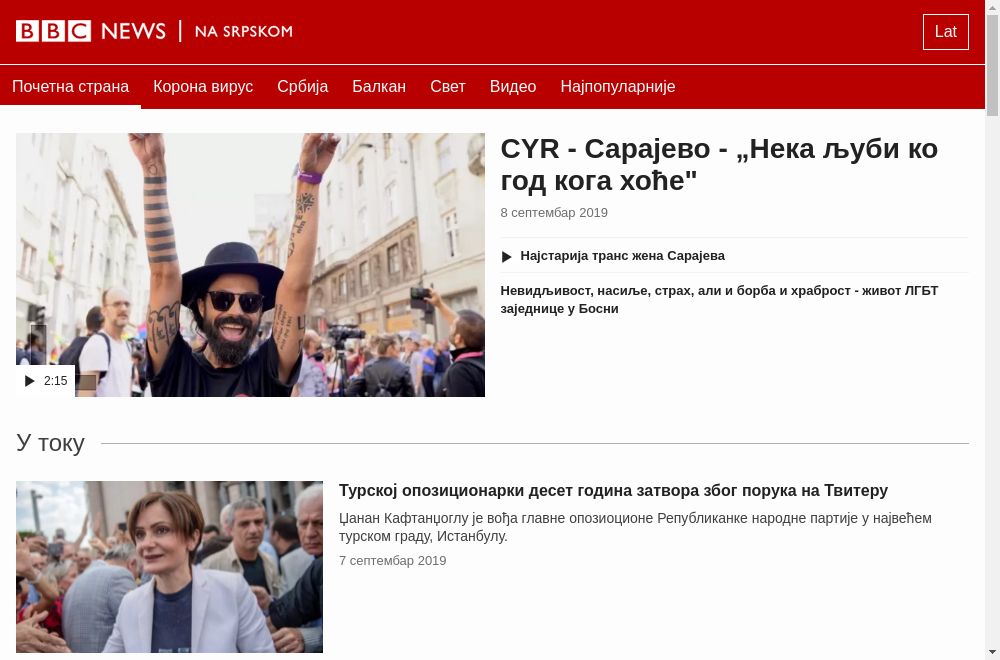 BBC NEWS | NA SRPSKOM
Lat
Почетна страна Корона вирус Србија Балкан Свет Видео Најпопуларније
CYR - Сарајево - „Нека љуби ко
год кога хоће"
8 септембар 2019
Најстарија транс жена Сарајева
Невидљивост, насиље, страх, али и борба и храброст - живот ЛГБТ
заједнице у Босни
2:15
У току
Турској опозиционарки десет година затвора због порука на Твитеру
Џанан Кафтанџоглу је вођа главне опозиоционе Републиканке народне партије у највећем
турском граду, Истанбулу.
7 септембар 2019